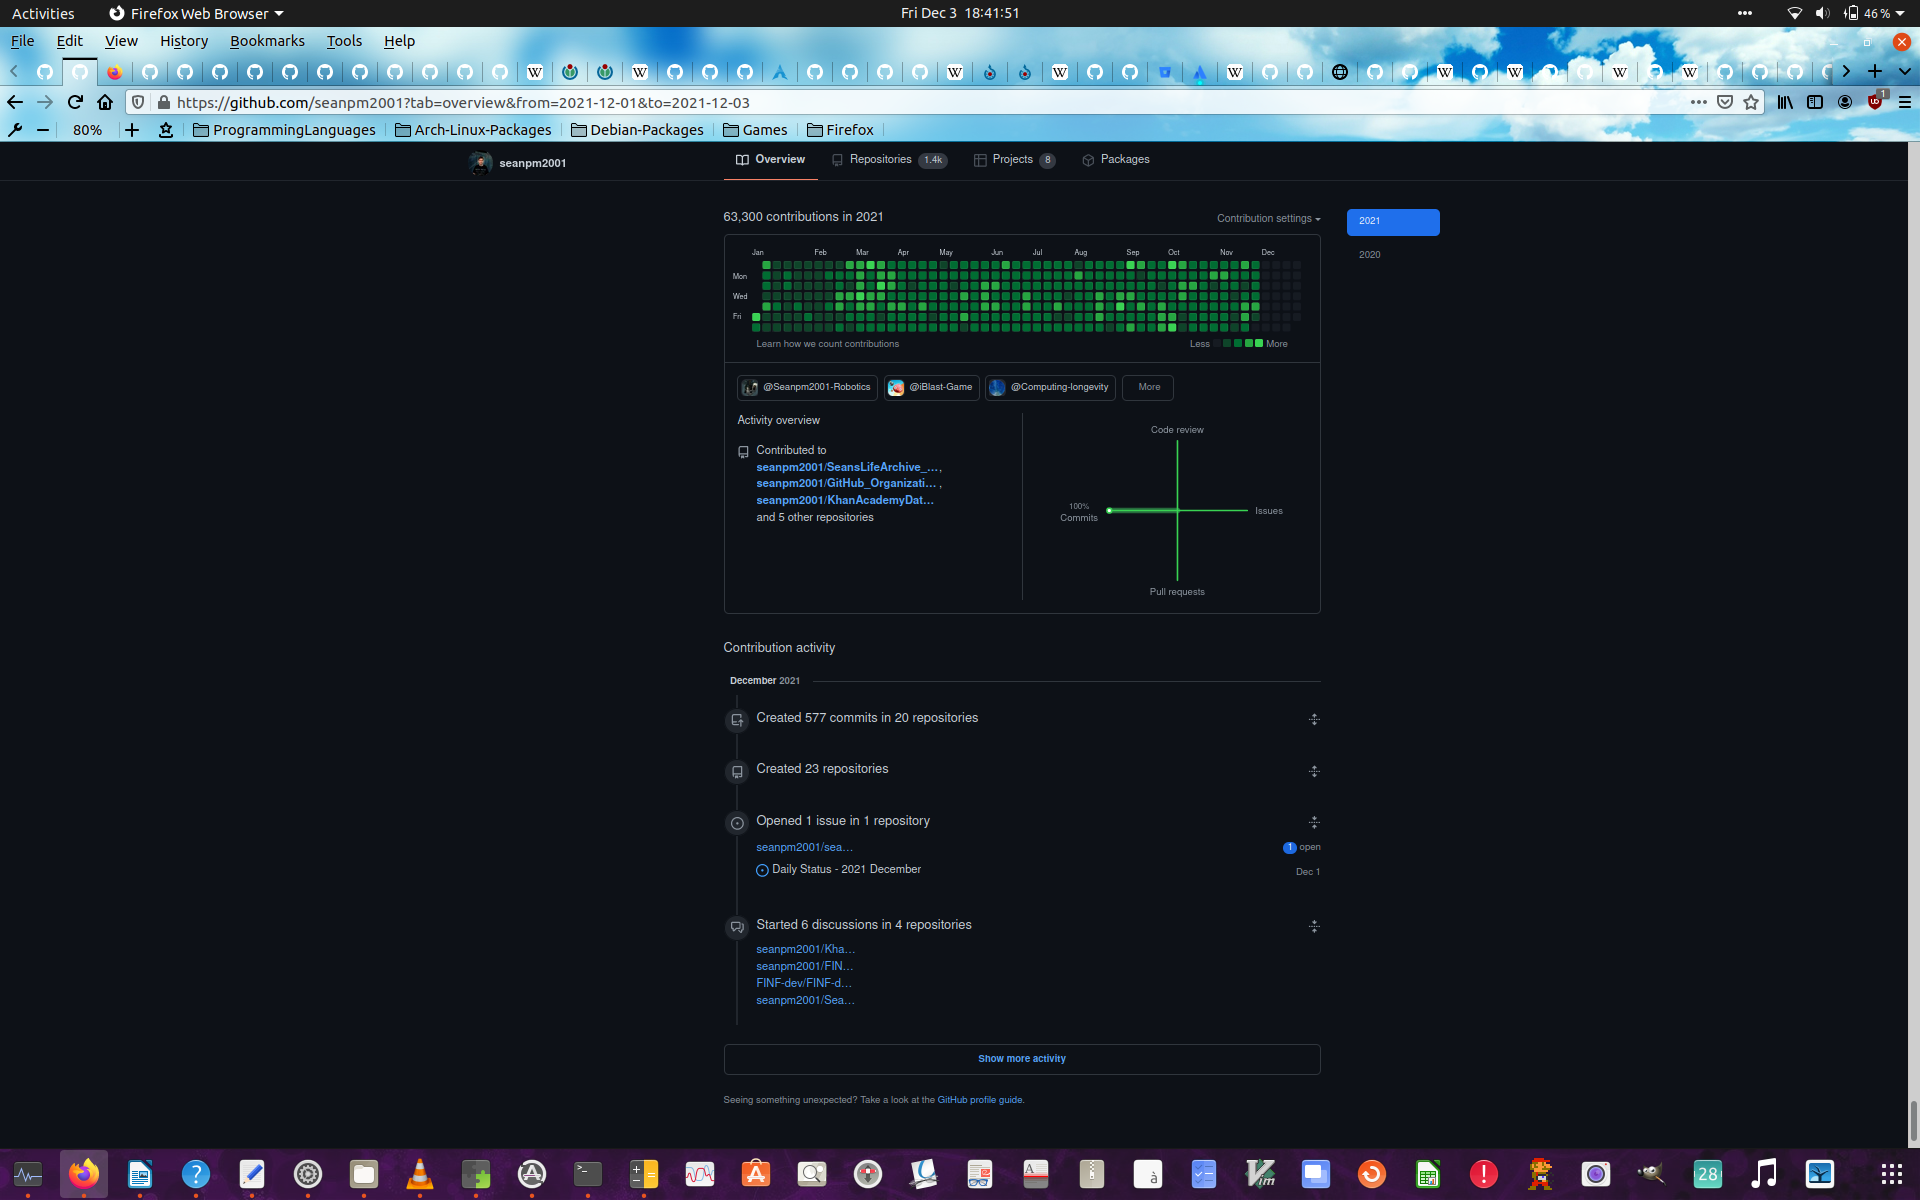 Activities
Firefox Web Browser
Fri Dec 3 18:41:51
46 %
File Edit View History Bookmarks Tools Help
https://github.com/seanpm2001?tab=overview&from=2021-12-01&to=2021-12-03
1
80%
ProgrammingLanguages
Arch-Linux-Packages
Debian-Packages
Games
Firefox
seanpm2001
Overview
Repositories 1.4k
Projects 8
Packages
63,300 contributions in 2021
Contribution settings
2021
2020
Jan Feb Mar Apr May Jun Jul Aug Sep Oct Nov Dec
Mon
Wed
Fri
Learn how we count contributions
Less
More
@Seanpm2001-Robotics
@iBlast-Game
@Computing-longevity
More
Activity overview
Contributed to
seanpm2001/SeansLifeArchive_…,
seanpm2001/GitHub_Organizati… ,
seanpm2001/KhanAcademyDat…
and 5 other repositories
Code review
100%
Commits
Issues
Pull requests
Contribution activity
December 2021
Created 577 commits in 20 repositories
Created 23 repositories
Opened 1 issue in 1 repository
seanpm2001/sea…
1 open
Daily Status - 2021 December
Dec 1
Started 6 discussions in 4 repositories
seanpm2001/Kha…
seanpm2001/FIN…
FINF-dev/FINF-d…
seanpm2001/Sea…
Show more activity
Seeing something unexpected? Take a look at the GitHub profile guide.
28